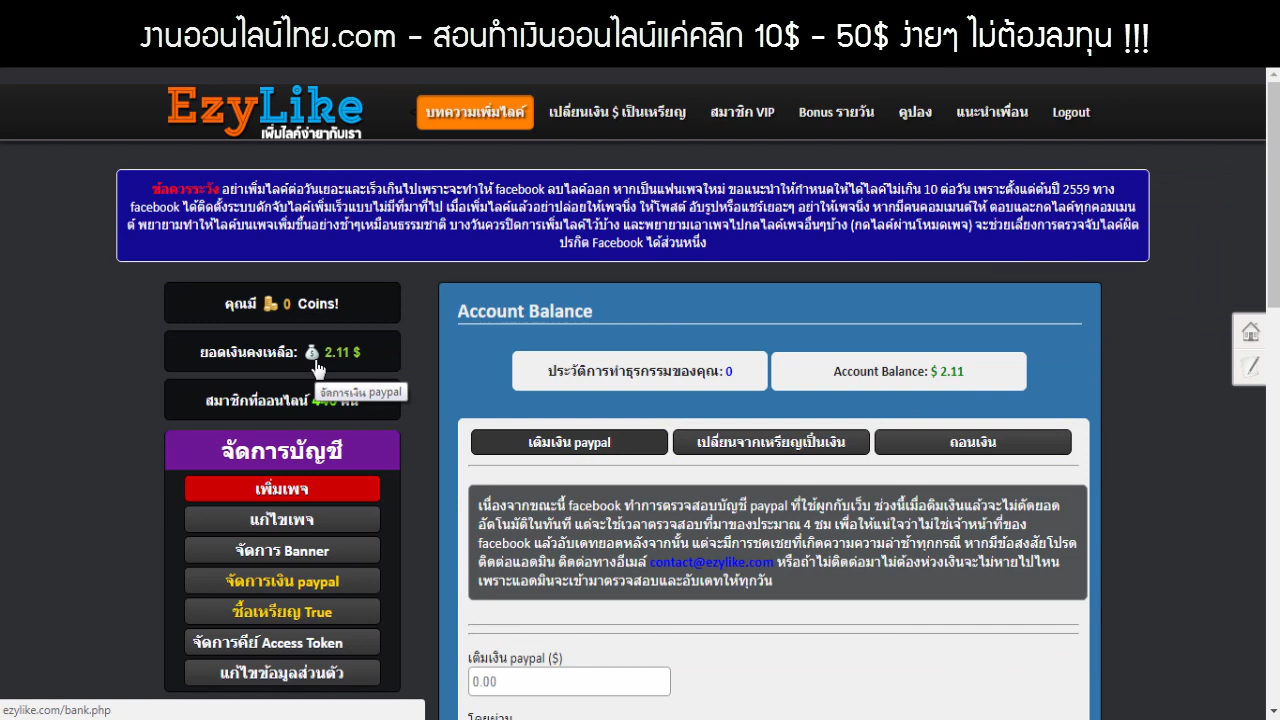 งานออนไลน์ไทย.com - สอนทำเงินออนไลน์แค่คลิก 10$ - 50$ ง่ายๆ ไม่ต้องลงทุน !!!
EzyLike
เพิ่มไลค์ง่ายๆกับเรา
บทความเพิ่มไลค์ เปลี่ยนเงิน $ เป็นเหรียญ สมาชิก VIP Bonus รายวัน คูปอง แนะนำเพื่อน Logout
ข้อควรระวัง อย่าเพิ่มไลค์ต่อวันเยอะและเร็วเกินไปเพราะจะทำให้ facebook ลบไลค์ออก หากเป็นแฟนเพจใหม่ ขอแนะนำให้กำหนดให้ได้ไลค์ไม่เกิน 10 ต่อวัน เพราะตั้งแต่ต้นปี 2559 ทาง
facebook ได้ติดตั้งระบบดักจับไลค์เพิ่มเร็วแบบไม่มีที่มาที่ไป เมื่อเพิ่มไลค์แล้วอย่าปล่อยให้เพจนิ่ง ให้โพสต์ อับรูปหรือแชร์เยอะๆ อย่าให้เพจนิ่ง หากมีคนคอมเมนต์ให้ ตอบและกดไลค์ทุกคอมเมน
ต์ พยายามทำให้ไลค์บนเพจเพิ่มขึ้นอย่างช้าๆเหมือนธรรมชาติ บางวันควรปิดการเพิ่มไลค์ไว้บ้าง และพยายามเอาเพจไปกดไลค์เพจอื่นๆบ้าง (กดไลค์ผ่านโหมดเพจ) จะช่วยเลี่ยงการตรวจจับไลค์ผิด
ปรกิต Facebook ได้ส่วนหนึ่ง
คุณมี 0 Coins!
ยอดเงินคงเหลือ: 2.11 $
จัดการเงิน paypal
สมาชิกที่ออนไลน์
จัดการบัญชี
เพิ่มเพจ
แก้ไขเพจ
จัดการ Banner
จัดการเงิน paypal
ซื้อเหรียญ True
จัดการคีย์ Access Token
แก้ไขข้อมูลส่วนตัว
Account Balance
ประวัติการทำธุรกรรมของคุณ: 0 Account Balance: $ 2.11
เติมเงิน paypal เปลี่ยนจากเหรียญเป็นเงิน ถอนเงิน
เนื่องจากขณะนี้ facebook ทำการตรวจสอบบัญชี paypal ที่ใช้ผูกกับเว็บ ช่วงนี้เมื่อติมเงินแล้วจะไม่ตัดยอด
อัตโนมัติในทันที แต่จะใช้เวลาตรวจสอบที่มาของประมาณ 4 ชม เพื่อให้แน่ใจว่าไม่ใช่เจ้าหน้าที่ของ
facebook แล้วอับเดทยอดหลังจากนั้น แต่จะมีการชดเชยที่เกิดความความล่าช้าทุกกรณี หากมีข้อสงสัยโปรด
ติดต่อแอดมิน ติดต่อทางอีเมล์ contact@ezylike.com หรือถ้าไม่ติดต่อมาไม่ต้องห่วงเงินจะไม่หายไปไหน
เพราะแอดมินจะเข้ามาตรวจสอบและอับเดทให้ทุกวัน
เติมเงิน paypal ($)
0.00
โดยผ่าน
ezylike.com/bank.php